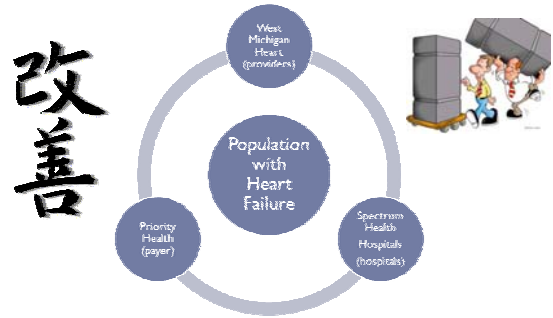 改
善
West
Michigan
Heart
(providers)
Population
with
Heart
Failure
Priority
Health
(payer)
Spectrum
Health
Hospitals
(hospitals)